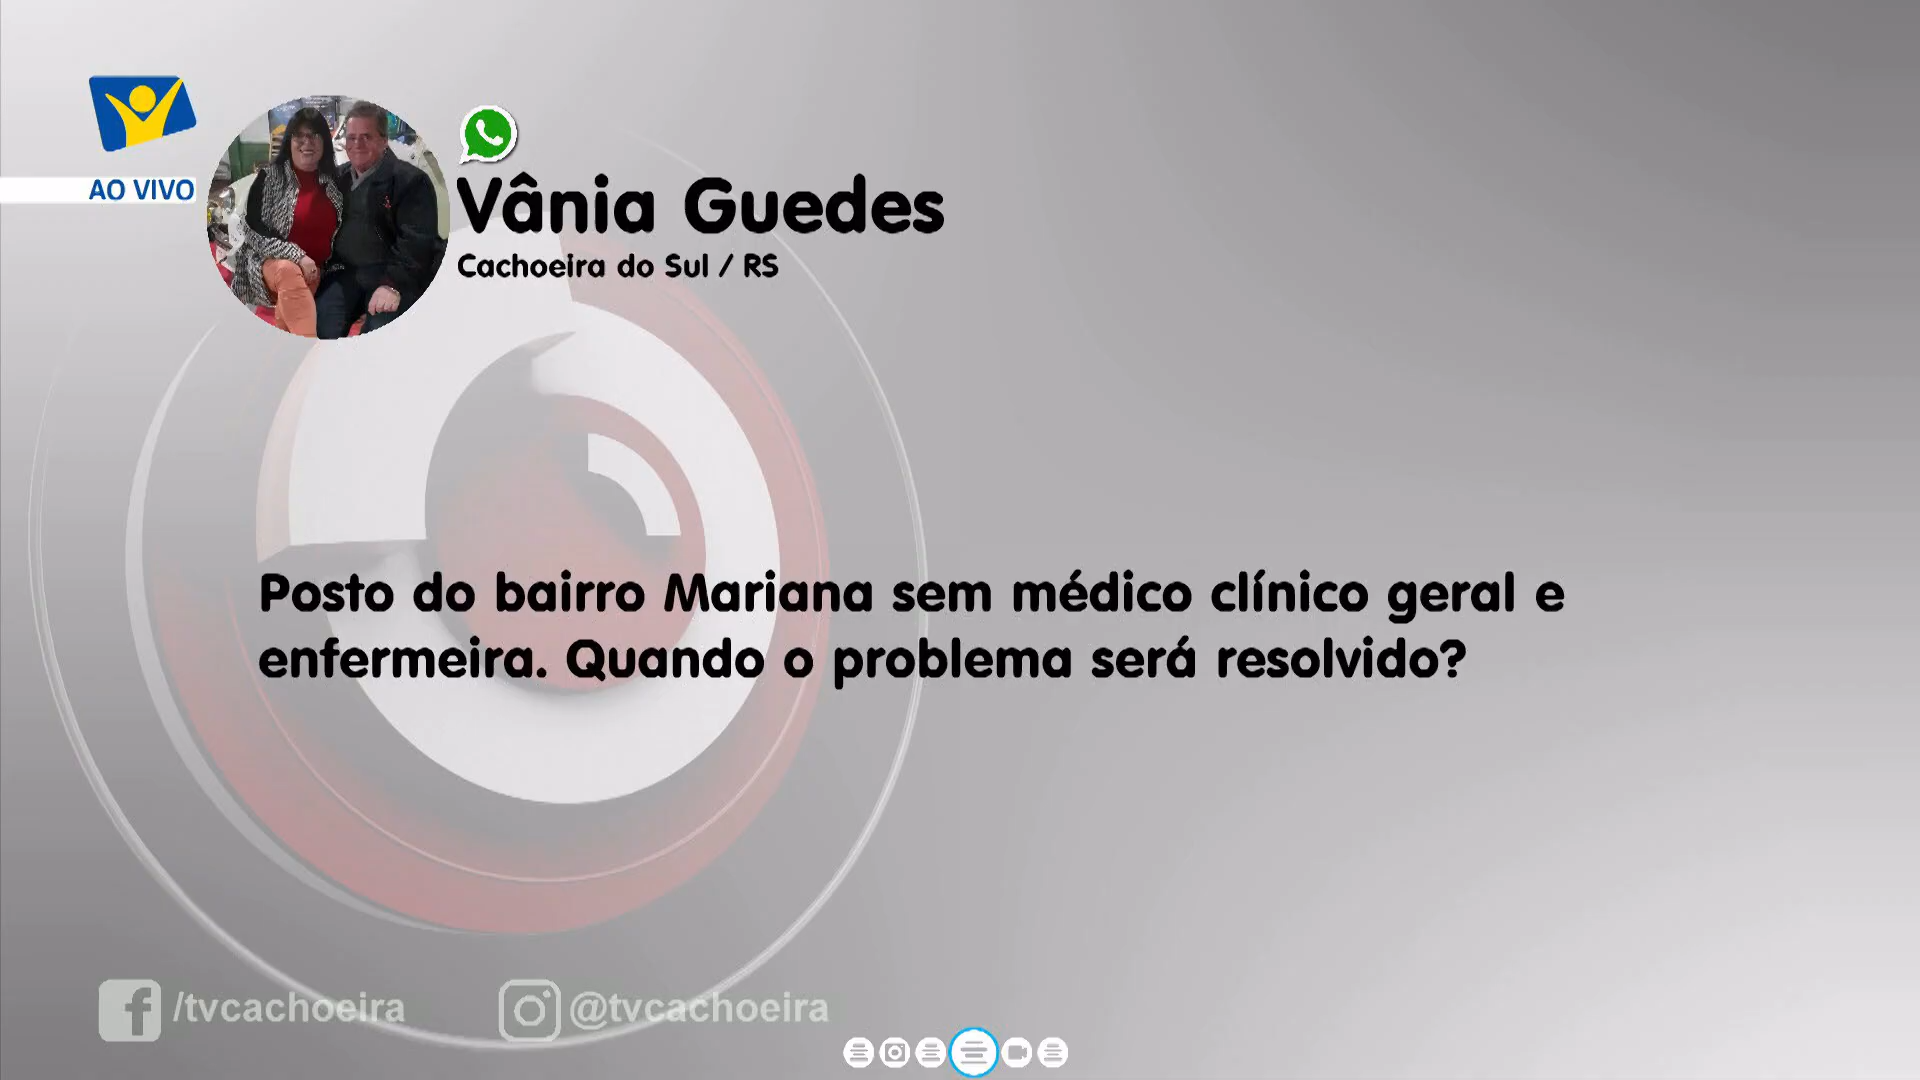 AO VIVO
Vânia Guedes
Cachoeira do Sul / RS
Posto do bairro Mariana sem médico clínico geral e
enfermeira. Quando o problema será resolvido?
/tvcachoeira @tvcachoeira